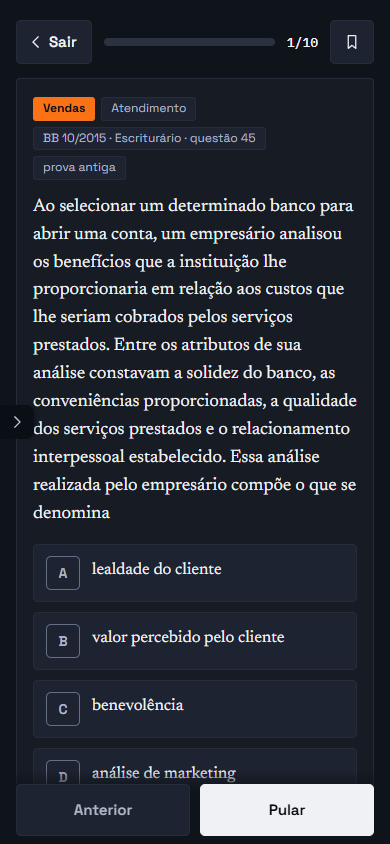 Sair
1/10
Vendas
Atendimento
BB 10/2015 · Escriturário · questão 45
prova antiga
Ao selecionar um determinado banco para
abrir uma conta, um empresário analisou
os benefícios que a instituição lhe
proporcionaria em relação aos custos que
lhe seriam cobrados pelos serviços
prestados. Entre os atributos de sua
análise constavam a solidez do banco, as
conveniências proporcionadas, a qualidade
dos serviços prestados e o relacionamento
interpessoal estabelecido. Essa análise
realizada pelo empresário compõe o que se
denomina
A lealdade do cliente
B valor percebido pelo cliente
C benevolência
D análise de marketing
Anterior
Pular